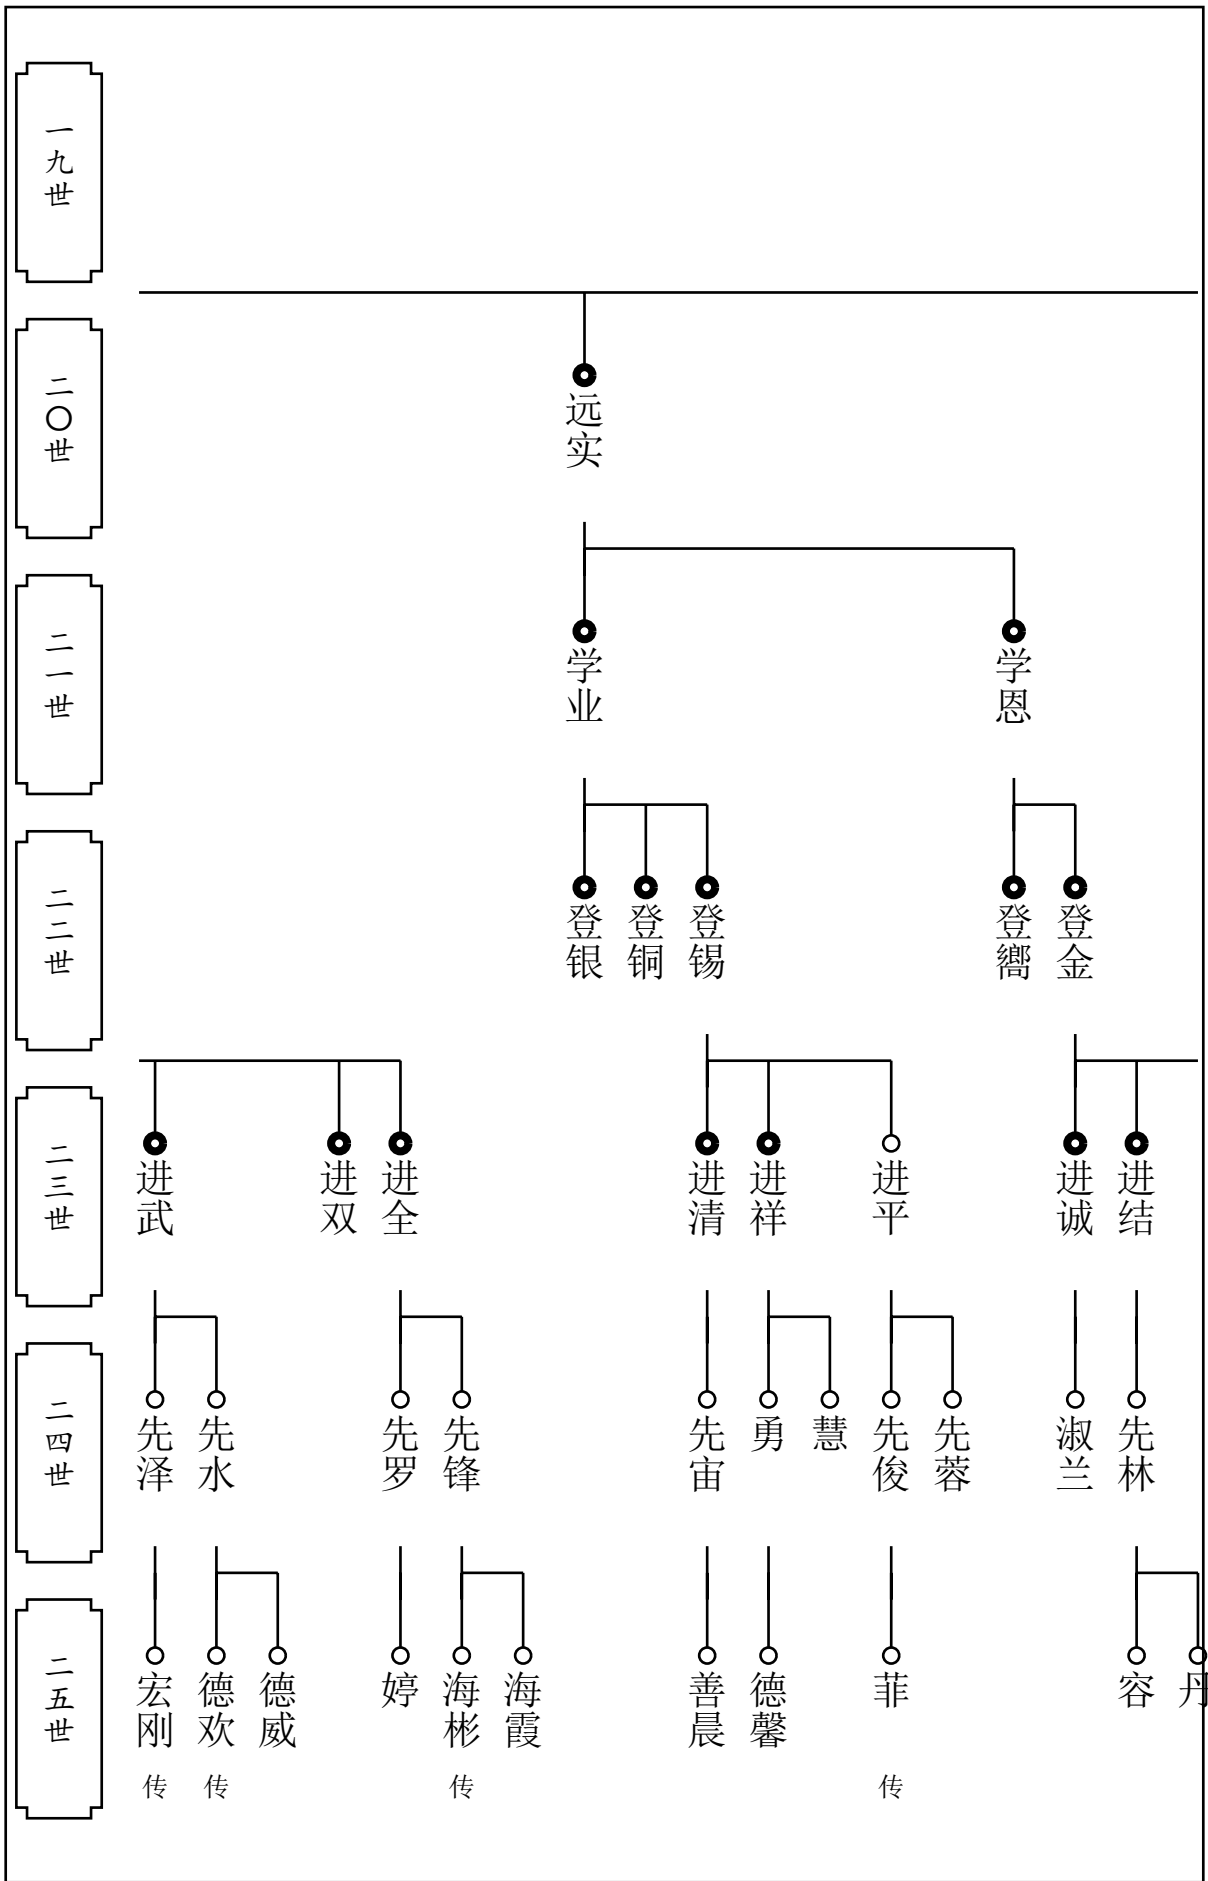 一九世
二〇世
二一世
二二世
二三世
二四世
二五世
远实
学业
学恩
登银
登铜
登锡
登嚮
登金
进武
进双
进全
进清
进祥
进平
进诚
进结
先泽
先水
先罗
先锋
先宙
勇
慧
先俊
先蓉
淑兰
先林
宏刚
德欢
德威
婷
海彬
海霞
善晨
德馨
菲
容
丹
传
传
传
传